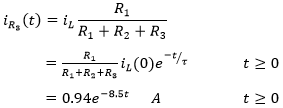 i_{R_3}(t) = i_L \frac{R_1}{R_1 + R_2 + R_3}
= \frac{R_1}{R_1+R_2+R_3} i_L(0)e^{-t/τ} t ≥ 0
= 0.94e^{-8.5t} A t ≥ 0